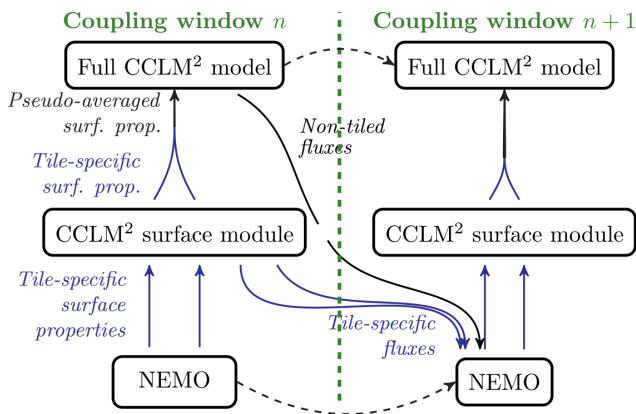 Coupling window n
Coupling window n + 1
Full CCLM² model
Full CCLM² model
Pseudo-averaged
surf. prop.
Non-tiled
fluxes
Tile-specific
surf. prop.
CCLM² surface module
CCLM² surface module
Tile-specific
surface
properties
Tile-specific
fluxes
NEMO
NEMO